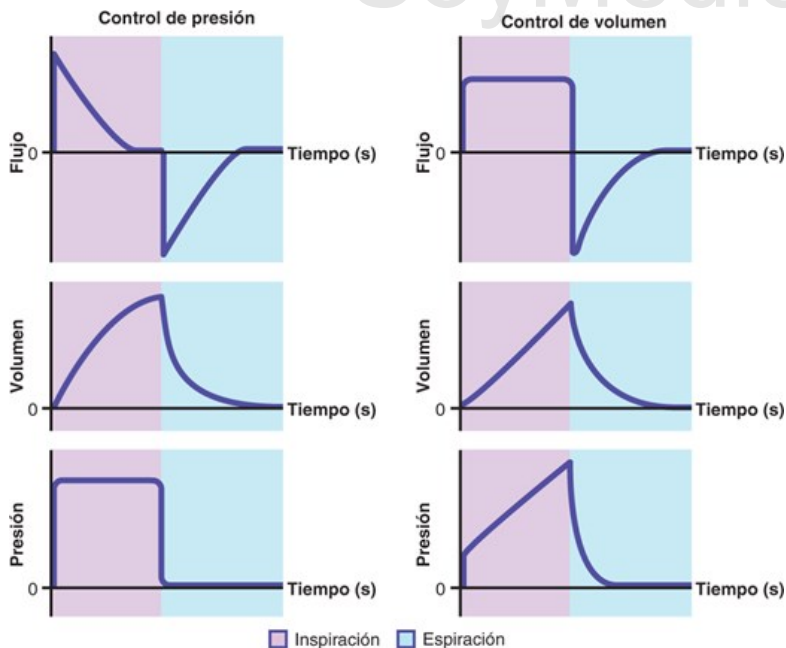 Control de presión
Control de volumen
Flujo
0
Tiempo (s)
Flujo
0
Tiempo (s)
Volumen
0
Tiempo (s)
Volumen
0
Tiempo (s)
Presión
0
Tiempo (s)
Presión
0
Tiempo (s)
Inspiración
Espiración